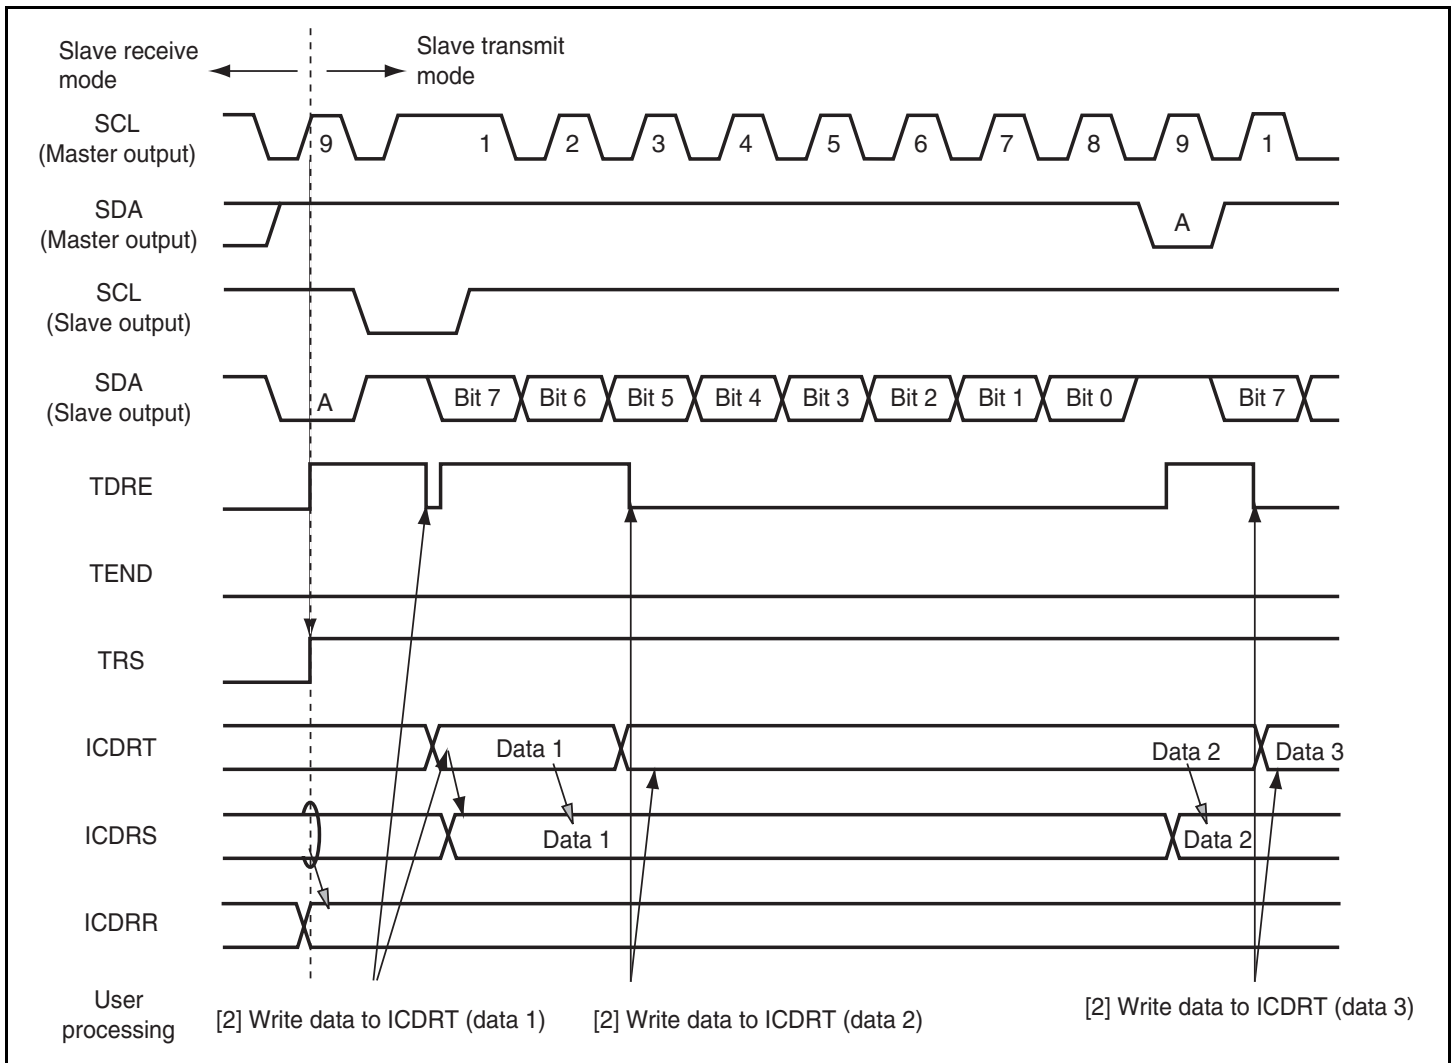 Slave receive
mode
Slave transmit
mode
SCL
(Master output)
9 1 2 3 4 5 6 7 8 9 1
SDA
(Master output)
A
SCL
(Slave output)
SDA
(Slave output)
A Bit 7 Bit 6 Bit 5 Bit 4 Bit 3 Bit 2 Bit 1 Bit 0 Bit 7
TDRE
TEND
TRS
ICDRT
Data 1 Data 2 Data 3
ICDRS
Data 1 Data 2
ICDRR
User
processing
[2] Write data to ICDRT (data 1)
[2] Write data to ICDRT (data 2)
[2] Write data to ICDRT (data 3)